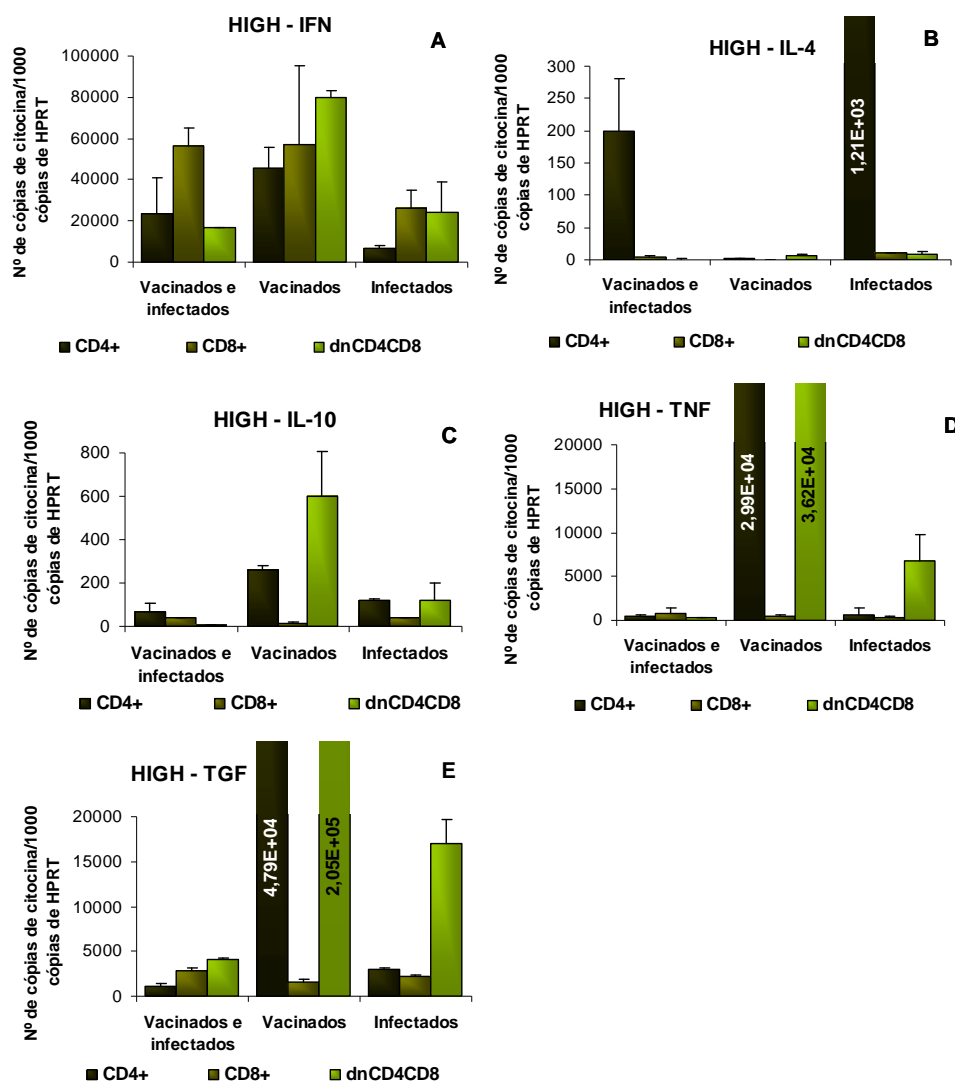 HIGH - IFN
A
Nº de cópias de citocina/1000
cópias de HPRT
100000
80000
60000
40000
20000
0
Vacinados e
infectados
Vacinados
Infectados
CD4+
CD8+
dnCD4CD8
HIGH - IL-4
B
Nº de cópias de citocina/1000
cópias de HPRT
250
200
150
100
50
0
1,21E+03
Vacinados e
infectados
Vacinados
Infectados
CD4+
CD8+
dnCD4CD8
HIGH - IL-10
C
Nº de cópias de citocina/1000
cópias de HPRT
800
600
400
200
0
Vacinados e
infectados
Vacinados
Infectados
CD4+
CD8+
dnCD4CD8
HIGH - TNF
D
Nº de cópias de citocina/1000
cópias de HPRT
20000
15000
10000
5000
0
2,99E+04
3,62E+04
Vacinados e
infectados
Vacinados
Infectados
CD4+
CD8+
dnCD4CD8
HIGH - TGF
E
Nº de cópias de citocina/1000
cópias de HPRT
20000
15000
10000
5000
0
4,79E+04
2,05E+05
Vacinados e
infectados
Vacinados
Infectados
CD4+
CD8+
dnCD4CD8